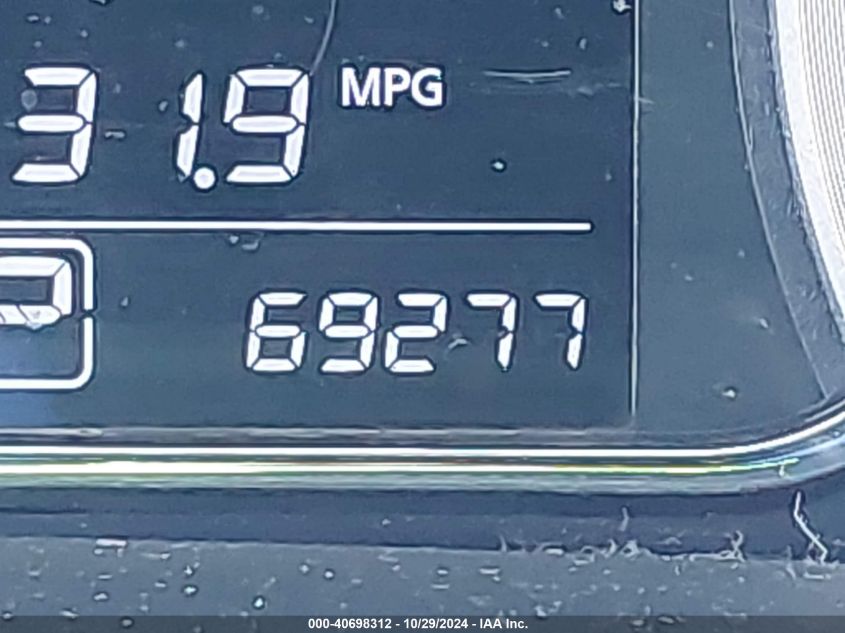 31.9 MPG
P
69277
000-40698312 - 10/29/2024 - IAA Inc.